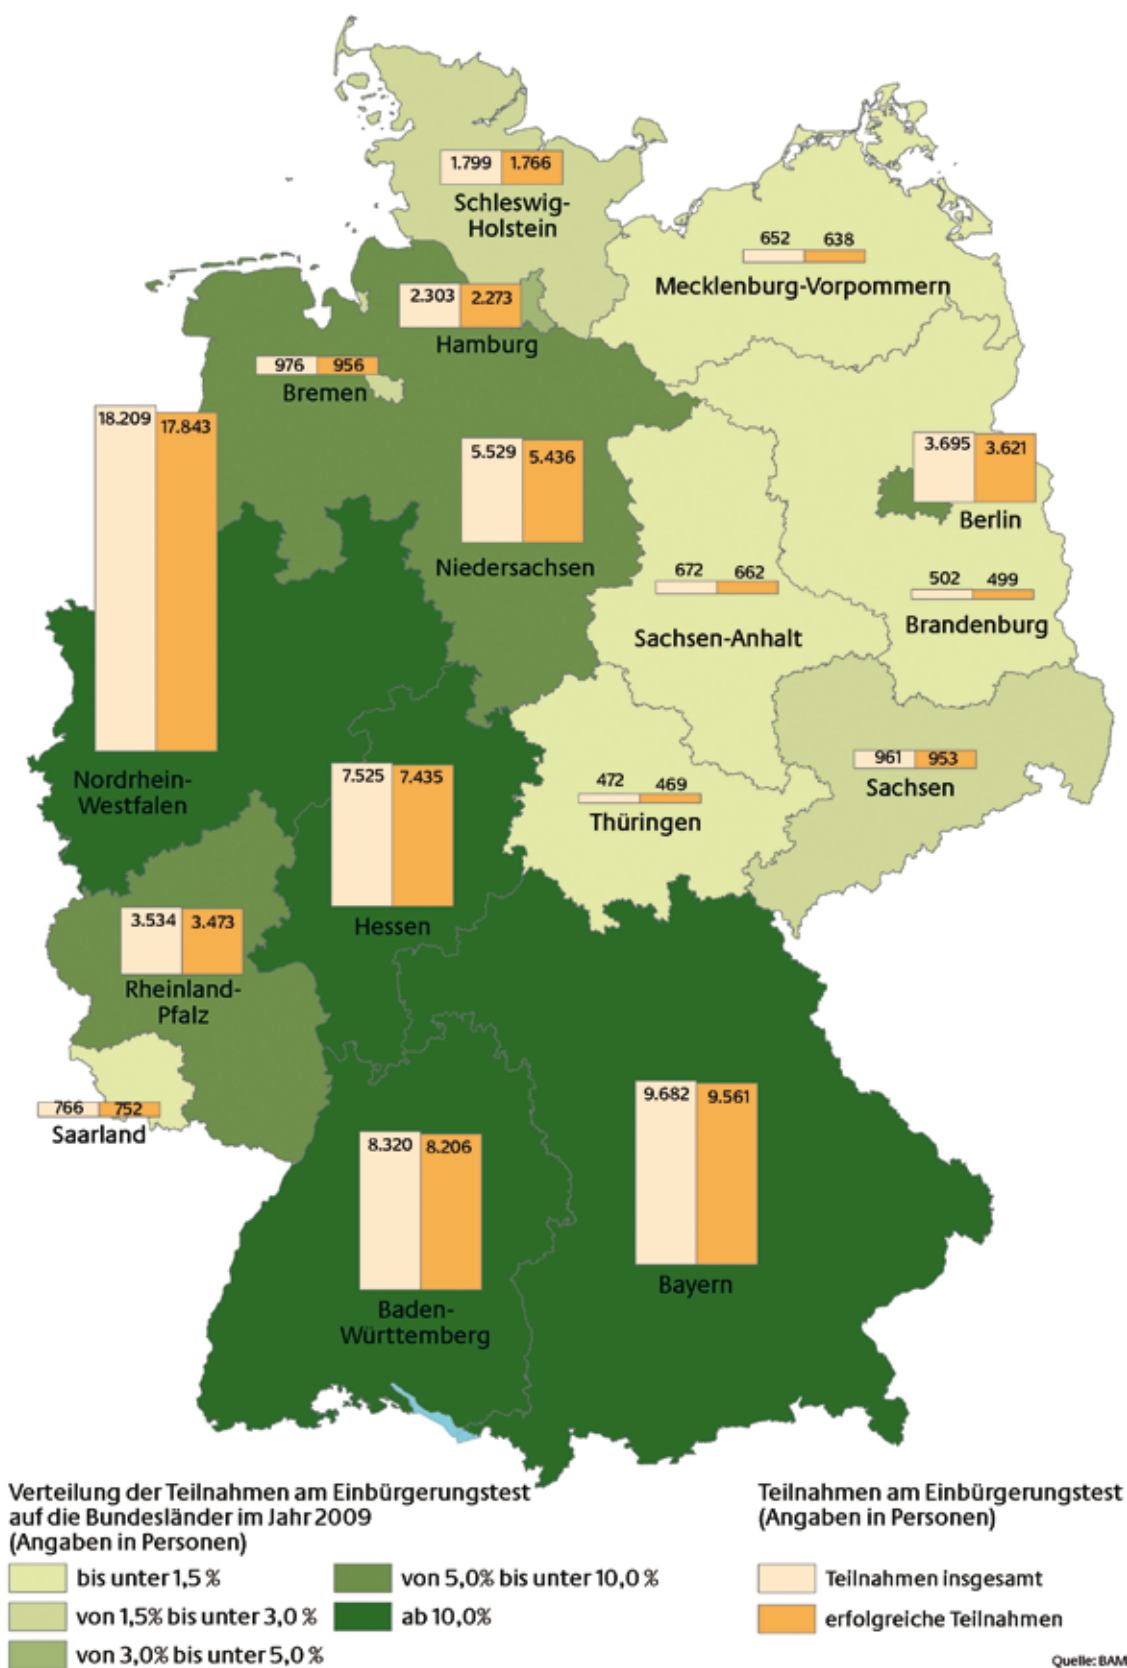 1.799 1.766
Schleswig-
Holstein
652 638
Mecklenburg-Vorpommern
2.303 2.273
Hamburg
976 956
Bremen
18.209 17.843
Nordrhein-
Westfalen
5.529 5.436
Niedersachsen
3.695 3.621
Berlin
672 662
Sachsen-Anhalt
502 499
Brandenburg
961 953
Sachsen
472 469
Thüringen
7.525 7.435
Hessen
3.534 3.473
Rheinland-
Pfalz
766 752
Saarland
8.320 8.206
Baden-
Württemberg
9.682 9.561
Bayern
Verteilung der Teilnahmen am Einbürgerungstest
auf die Bundesländer im Jahr 2009
(Angaben in Personen)
bis unter 1,5 %
von 1,5% bis unter 3,0 %
von 3,0% bis unter 5,0 %
von 5,0% bis unter 10,0 %
ab 10,0%
Teilnahmen am Einbürgerungstest
(Angaben in Personen)
Teilnahmen insgesamt
erfolgreiche Teilnahmen
Quelle: BAM